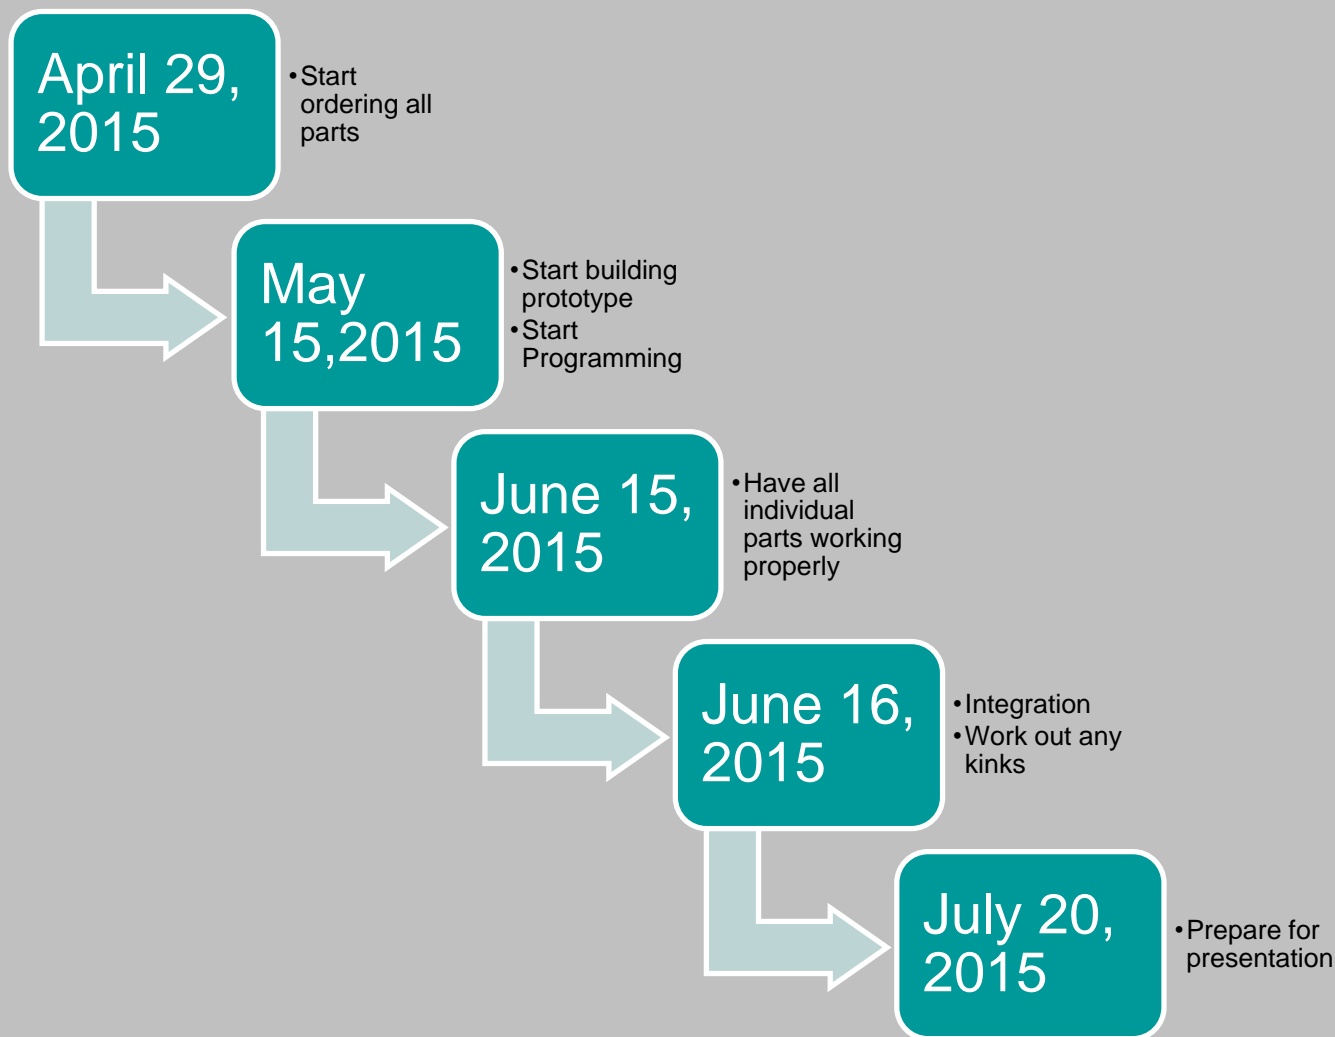 April 29,
2015
•Start
ordering all
parts
May
15,2015
•Start building
prototype
•Start
Programming
June 15,
2015
•Have all
individual
parts working
properly
June 16,
2015
•Integration
•Work out any
kinks
July 20,
2015
•Prepare for
presentation